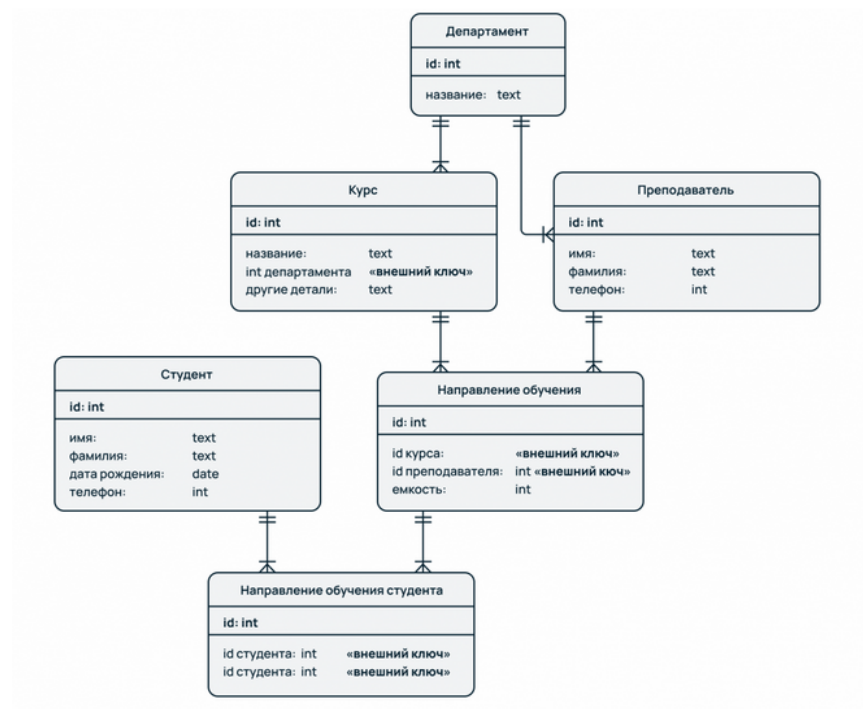 Департамент
id: int
название: text
Курс
id: int
название: text
int департамента «внешний ключ»
другие детали: text
Преподаватель
id: int
имя: text
фамилия: text
телефон: int
Студент
id: int
имя: text
фамилия: text
дата рождения: date
телефон: int
Направление обучения
id: int
id курса: «внешний ключ»
id преподавателя: int «внешний кюч»
емкость: int
Направление обучения студента
id: int
id студента: int «внешний ключ»
id студента: int «внешний ключ»